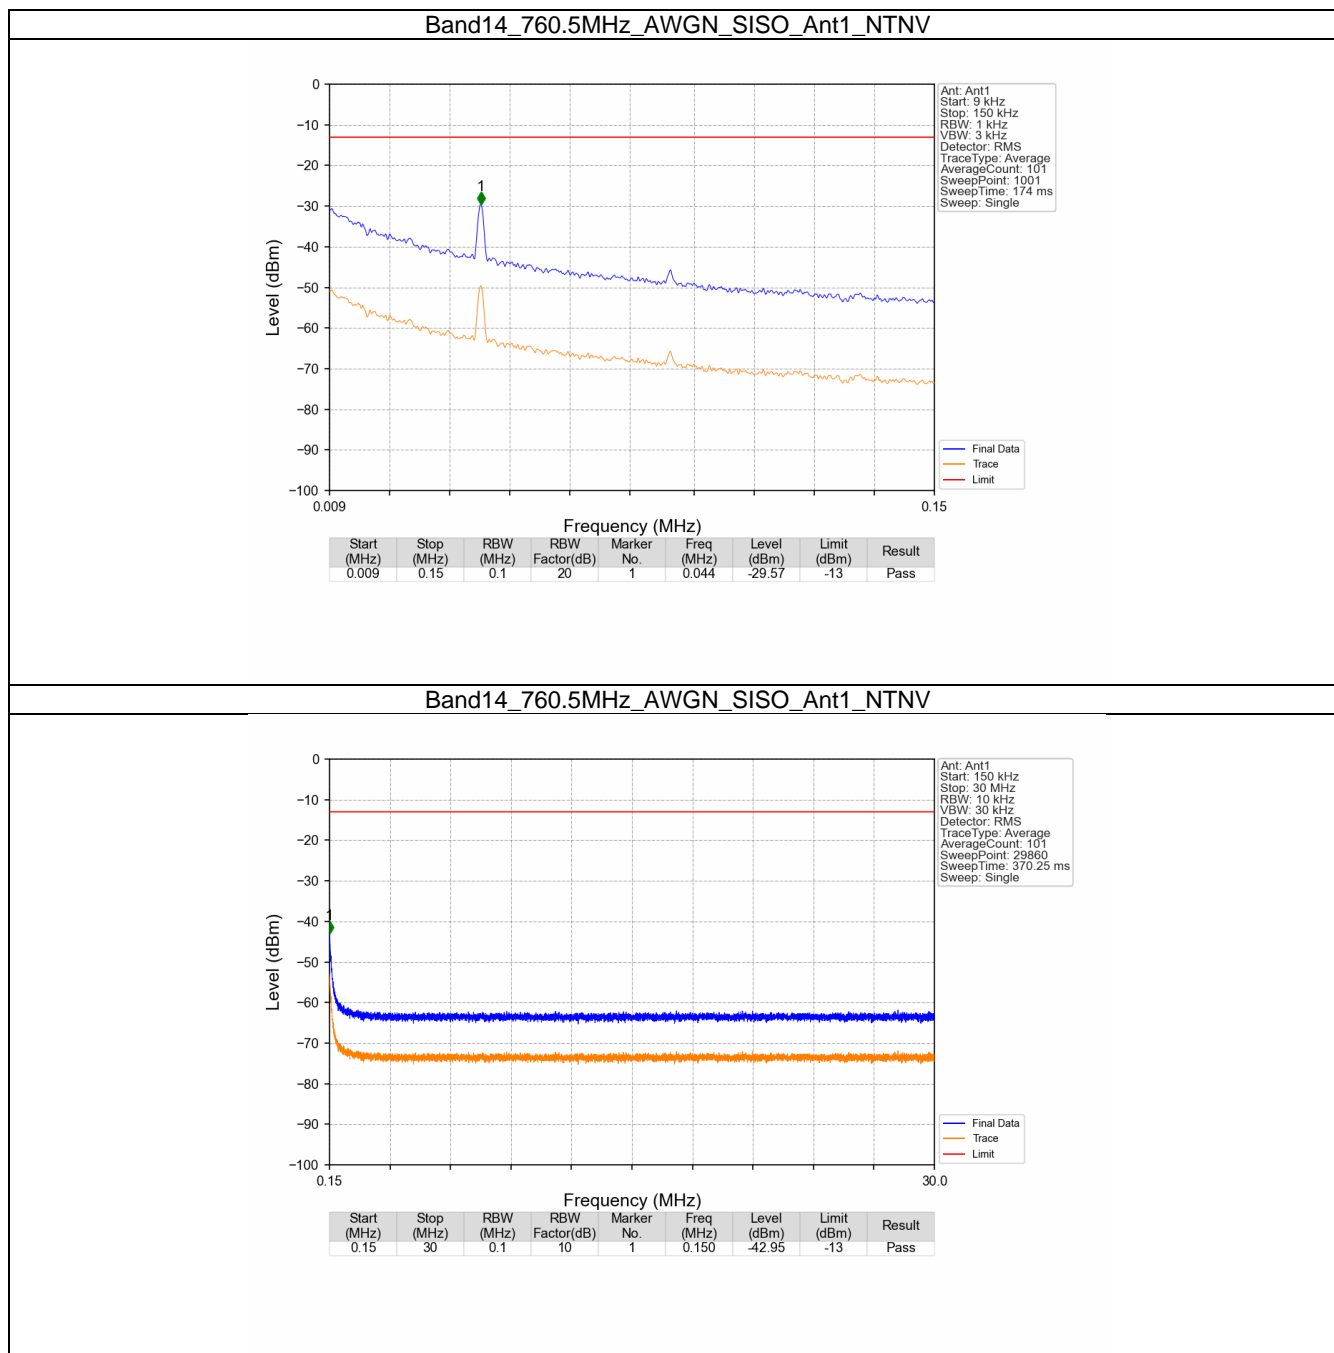 Band14_760.5MHz_AWGN_SISO_Ant1_NTNV
0
−10
−20
−30
−40
−50
−60
−70
−80
−90
−100
Level (dBm)
1
0.009
0.15
Frequency (MHz)
Ant: Ant1
Start: 9 kHz
Stop: 150 kHz
RBW: 1 kHz
VBW: 3 kHz
Detector: RMS
TraceType: Average
AverageCount: 101
SweepPoint: 1001
SweepTime: 174 ms
Sweep: Single
Final Data
Trace
Limit
Start (MHz) Stop (MHz) RBW (MHz) RBW Factor(dB) Marker No. Freq (MHz) Level (dBm) Limit (dBm) Result
0.009 0.15 0.1 20 1 0.044 -29.57 -13 Pass
Band14_760.5MHz_AWGN_SISO_Ant1_NTNV
0
−10
−20
−30
−40
−50
−60
−70
−80
−90
−100
Level (dBm)
1
0.15
30.0
Frequency (MHz)
Ant: Ant1
Start: 150 kHz
Stop: 30 MHz
RBW: 10 kHz
VBW: 30 kHz
Detector: RMS
TraceType: Average
AverageCount: 101
SweepPoint: 29860
SweepTime: 370.25 ms
Sweep: Single
Final Data
Trace
Limit
Start (MHz) Stop (MHz) RBW (MHz) RBW Factor(dB) Marker No. Freq (MHz) Level (dBm) Limit (dBm) Result
0.15 30 0.1 10 1 0.150 -42.95 -13 Pass